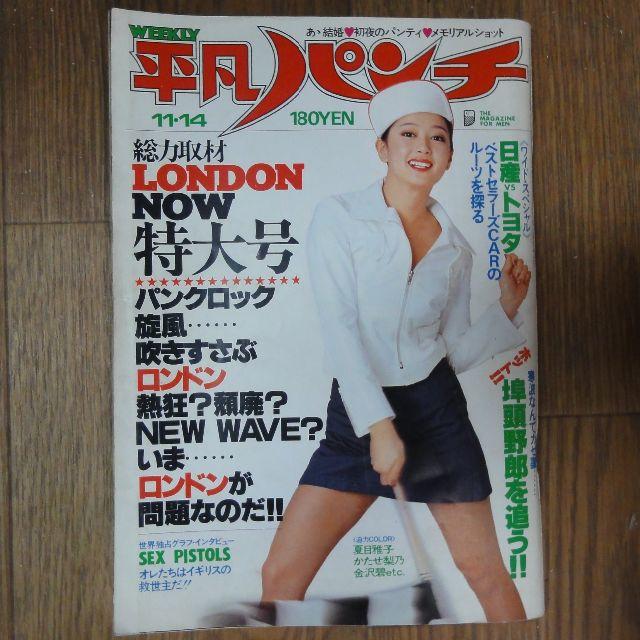 WEEKLY
あゝ結婚♥初夜のパンティ♥メモリアルショット
平凡パンチ
11・14
180YEN
THE
MAGAZINE
FOR MEN
総力取材
LONDON
NOW
特大号
★★★★★★★★★★★★★★★
パンクロック
旋風……
吹きすさぶ
ロンドン
熱狂?頽廃?
NEW WAVE?
いま……
ロンドンが
問題なのだ!!
世界独占グラフ・インタビュー
SEX PISTOLS
オレたちはイギリスの
救世主だ!!
〈ワイド・スペシャル〉
日産vsトヨタ
ベストセラーズCARの
ルーツを探る
ホット!!
埠頭野郎を追う!!
〈迫力COLOR〉
夏目雅子
かたせ梨乃
金沢碧etc.